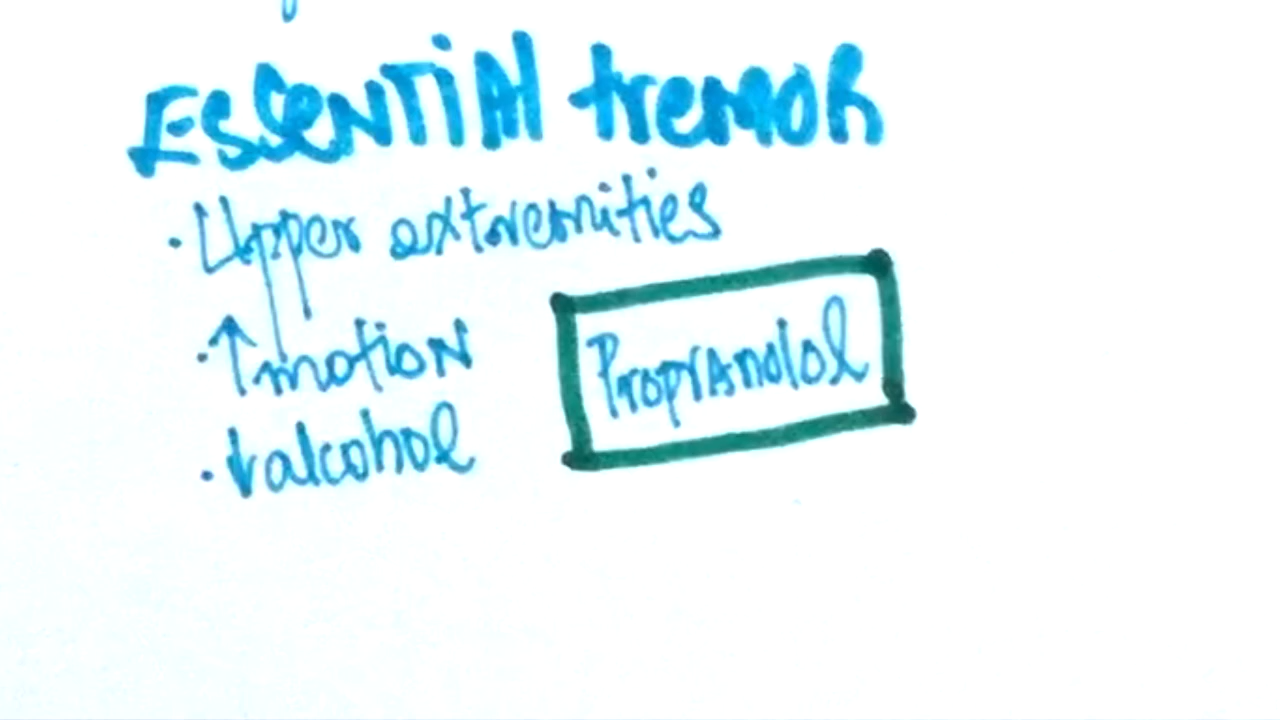 ESSENTiAl tremoR
· Upper extremities
· ↑ motion
PropRAnolol
· ↓ alcohol